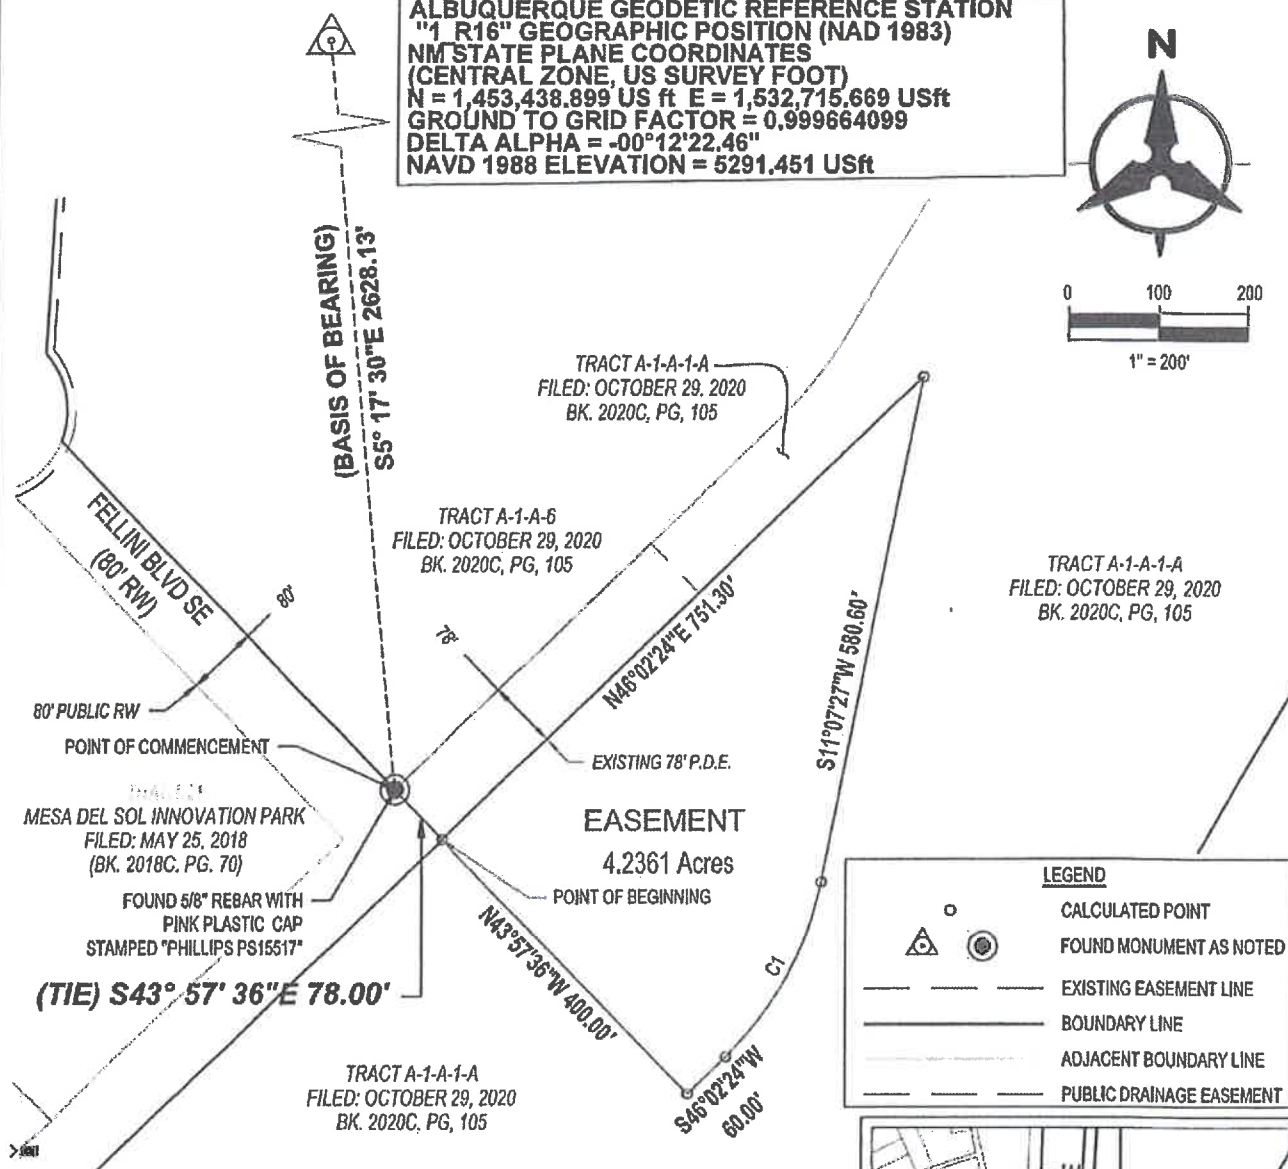 ALBUQUERQUE GEODETIC REFERENCE STATION
"1_R16" GEOGRAPHIC POSITION (NAD 1983)
NM STATE PLANE COORDINATES
(CENTRAL ZONE, US SURVEY FOOT)
N = 1,453,438.899 US ft E = 1,532,715.669 USft
GROUND TO GRID FACTOR = 0.999664099
DELTA ALPHA = -00°12'22.46"
NAVD 1988 ELEVATION = 5291.451 USft
N
0 100 200
1" = 200'
(BASIS OF BEARING)
S5° 17' 30"E 2628.13'
TRACT A-1-A-1-A
FILED: OCTOBER 29, 2020
BK. 2020C, PG, 105
TRACT A-1-A-6
FILED: OCTOBER 29, 2020
BK. 2020C, PG, 105
TRACT A-1-A-1-A
FILED: OCTOBER 29, 2020
BK. 2020C, PG, 105
FELLINI BLVD SE
(80' RW)
80'
78'
N46°02'24"E 751.30'
S11°07'27"W 580.60'
80' PUBLIC RW
POINT OF COMMENCEMENT
EXISTING 78' P.D.E.
MESA DEL SOL INNOVATION PARK
FILED: MAY 25, 2018
(BK. 2018C, PG. 70)
EASEMENT
4.2361 Acres
POINT OF BEGINNING
FOUND 5/8" REBAR WITH
PINK PLASTIC CAP
STAMPED "PHILLIPS PS15517"
(TIE) S43° 57' 36"E 78.00'
N43°57'36"W 400.00'
C1
S46°02'24"W
60.00'
TRACT A-1-A-1-A
FILED: OCTOBER 29, 2020
BK. 2020C, PG, 105
LEGEND
CALCULATED POINT
FOUND MONUMENT AS NOTED
EXISTING EASEMENT LINE
BOUNDARY LINE
ADJACENT BOUNDARY LINE
PUBLIC DRAINAGE EASEMENT